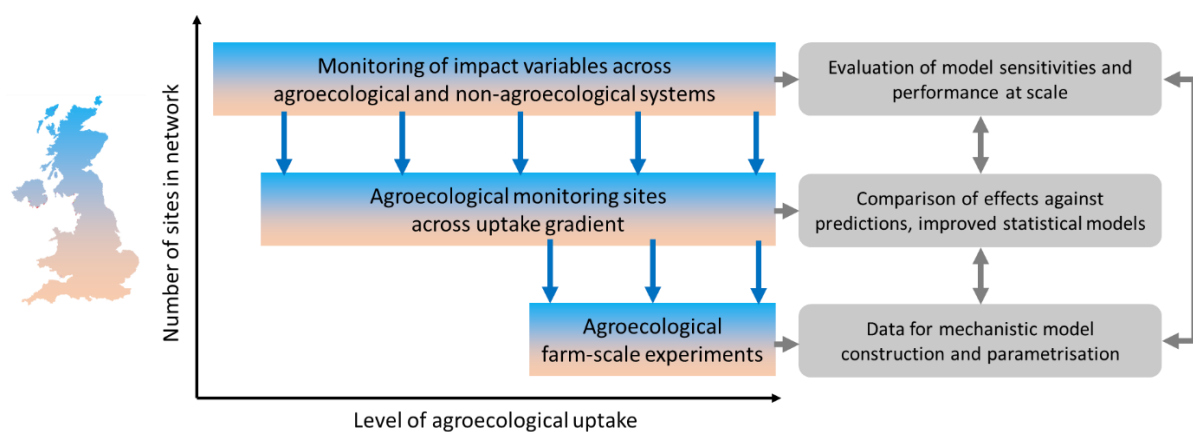 Number of sites in network
Monitoring of impact variables across
agroecological and non-agroecological systems
Evaluation of model sensitivities and
performance at scale
Agroecological monitoring sites
across uptake gradient
Comparison of effects against
predictions, improved statistical models
Agroecological
farm-scale experiments
Data for mechanistic model
construction and parametrisation
Level of agroecological uptake